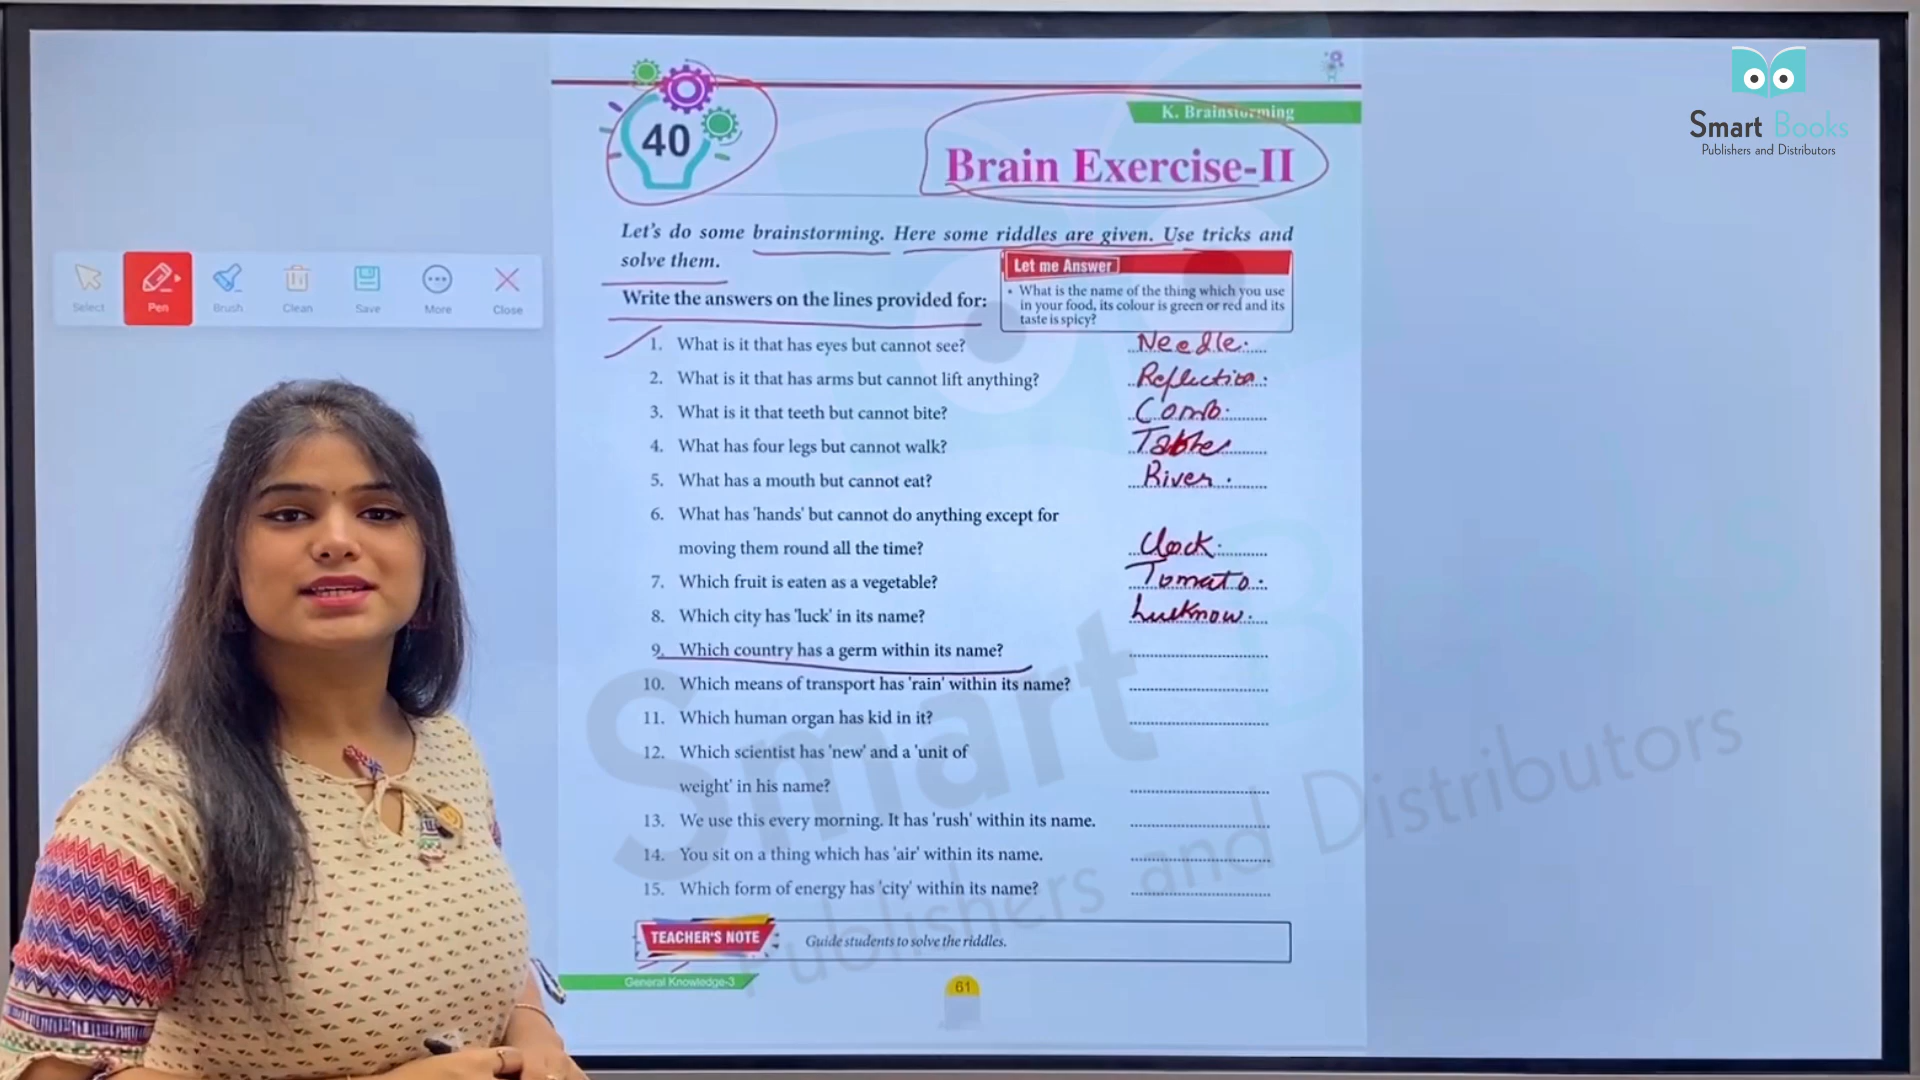 Smart Books
Publishers and Distributors
40
K. Brainstorming
Brain Exercise-II
Let's do some brainstorming. Here some riddles are given. Use tricks and
solve them.
Let me Answer
• What is the name of the thing which you use
in your food, its colour is green or red and its
taste is spicy?
Write the answers on the lines provided for:
1. What is it that has eyes but cannot see? Needle.
2. What is it that has arms but cannot lift anything? Reflection.
3. What is it that teeth but cannot bite? Comb.
4. What has four legs but cannot walk? Table
5. What has a mouth but cannot eat? River.
6. What has 'hands' but cannot do anything except for
moving them round all the time? Clock.
7. Which fruit is eaten as a vegetable? Tomato.
8. Which city has 'luck' in its name? Lucknow.
9. Which country has a germ within its name?
10. Which means of transport has 'rain' within its name?
11. Which human organ has kid in it?
12. Which scientist has 'new' and a 'unit of
weight' in his name?
13. We use this every morning. It has 'rush' within its name.
14. You sit on a thing which has 'air' within its name.
15. Which form of energy has 'city' within its name?
TEACHER'S NOTE
Guide students to solve the riddles.
General Knowledge-3
61
Select
Pen
Brush
Clean
Save
More
Close
Smart Books
Publishers and Distributors